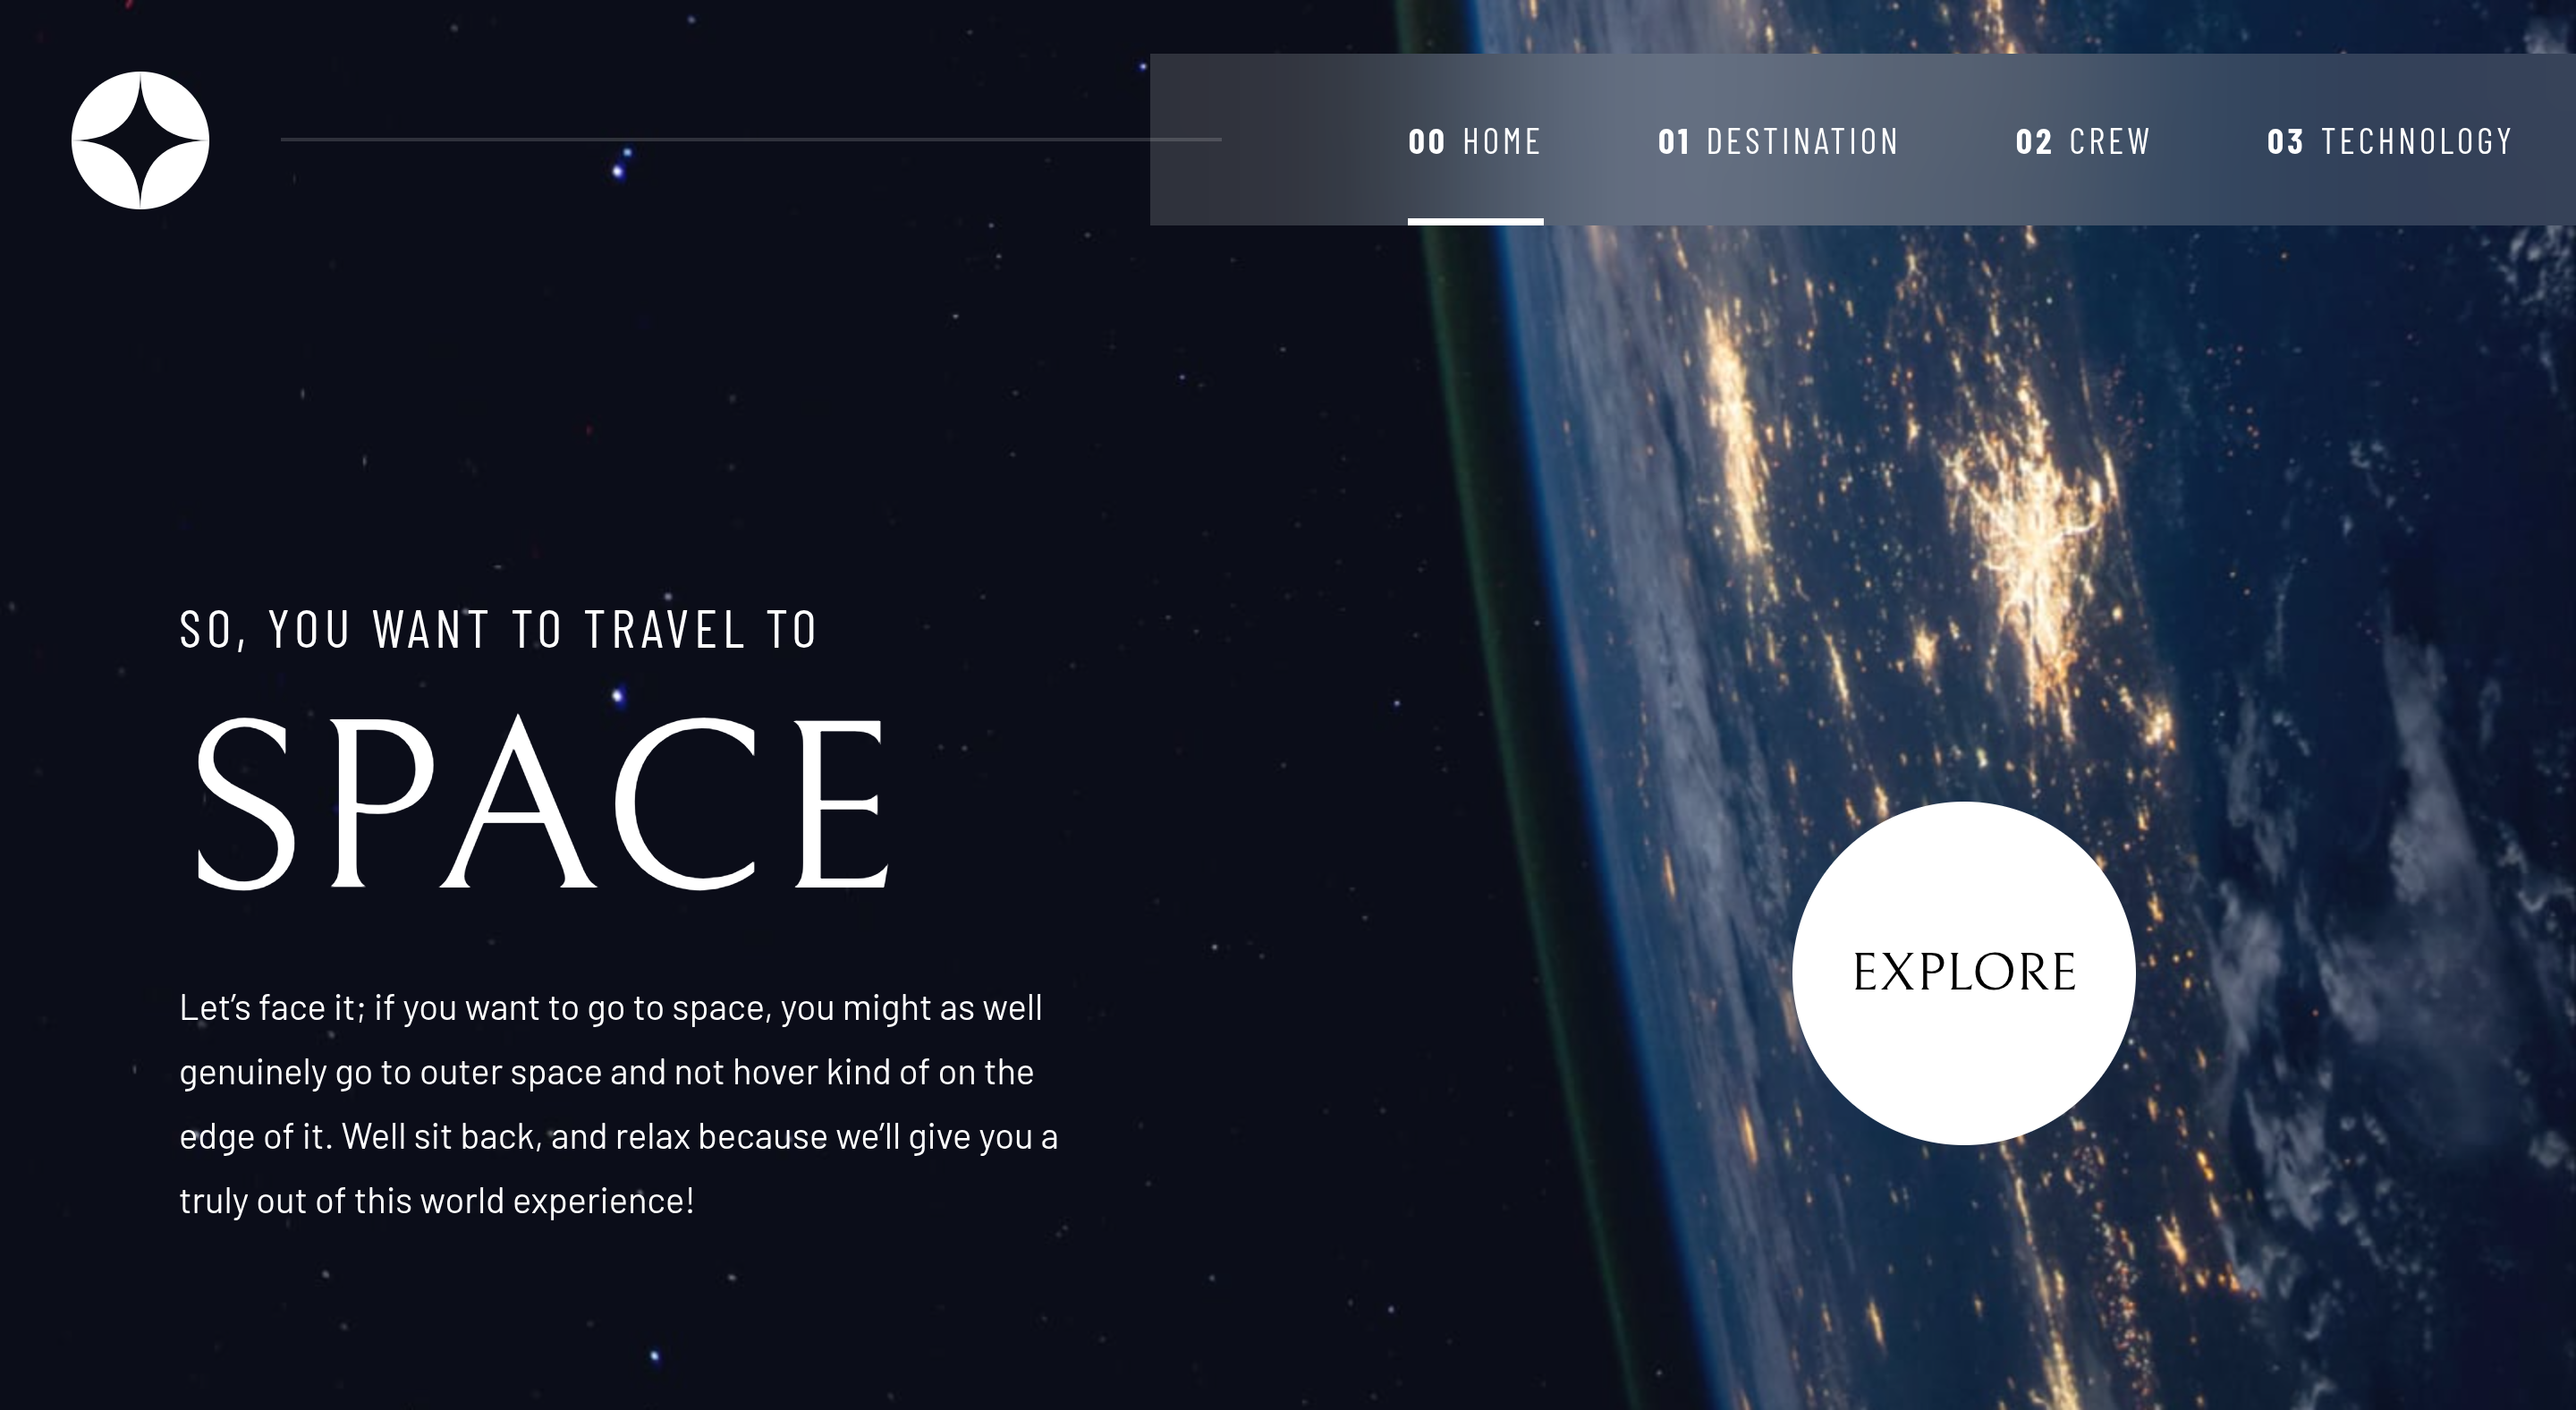 00 HOME 01 DESTINATION 02 CREW 03 TECHNOLOGY
SO, YOU WANT TO TRAVEL TO
SPACE
Let’s face it; if you want to go to space, you might as well
genuinely go to outer space and not hover kind of on the
edge of it. Well sit back, and relax because we’ll give you a
truly out of this world experience!
EXPLORE